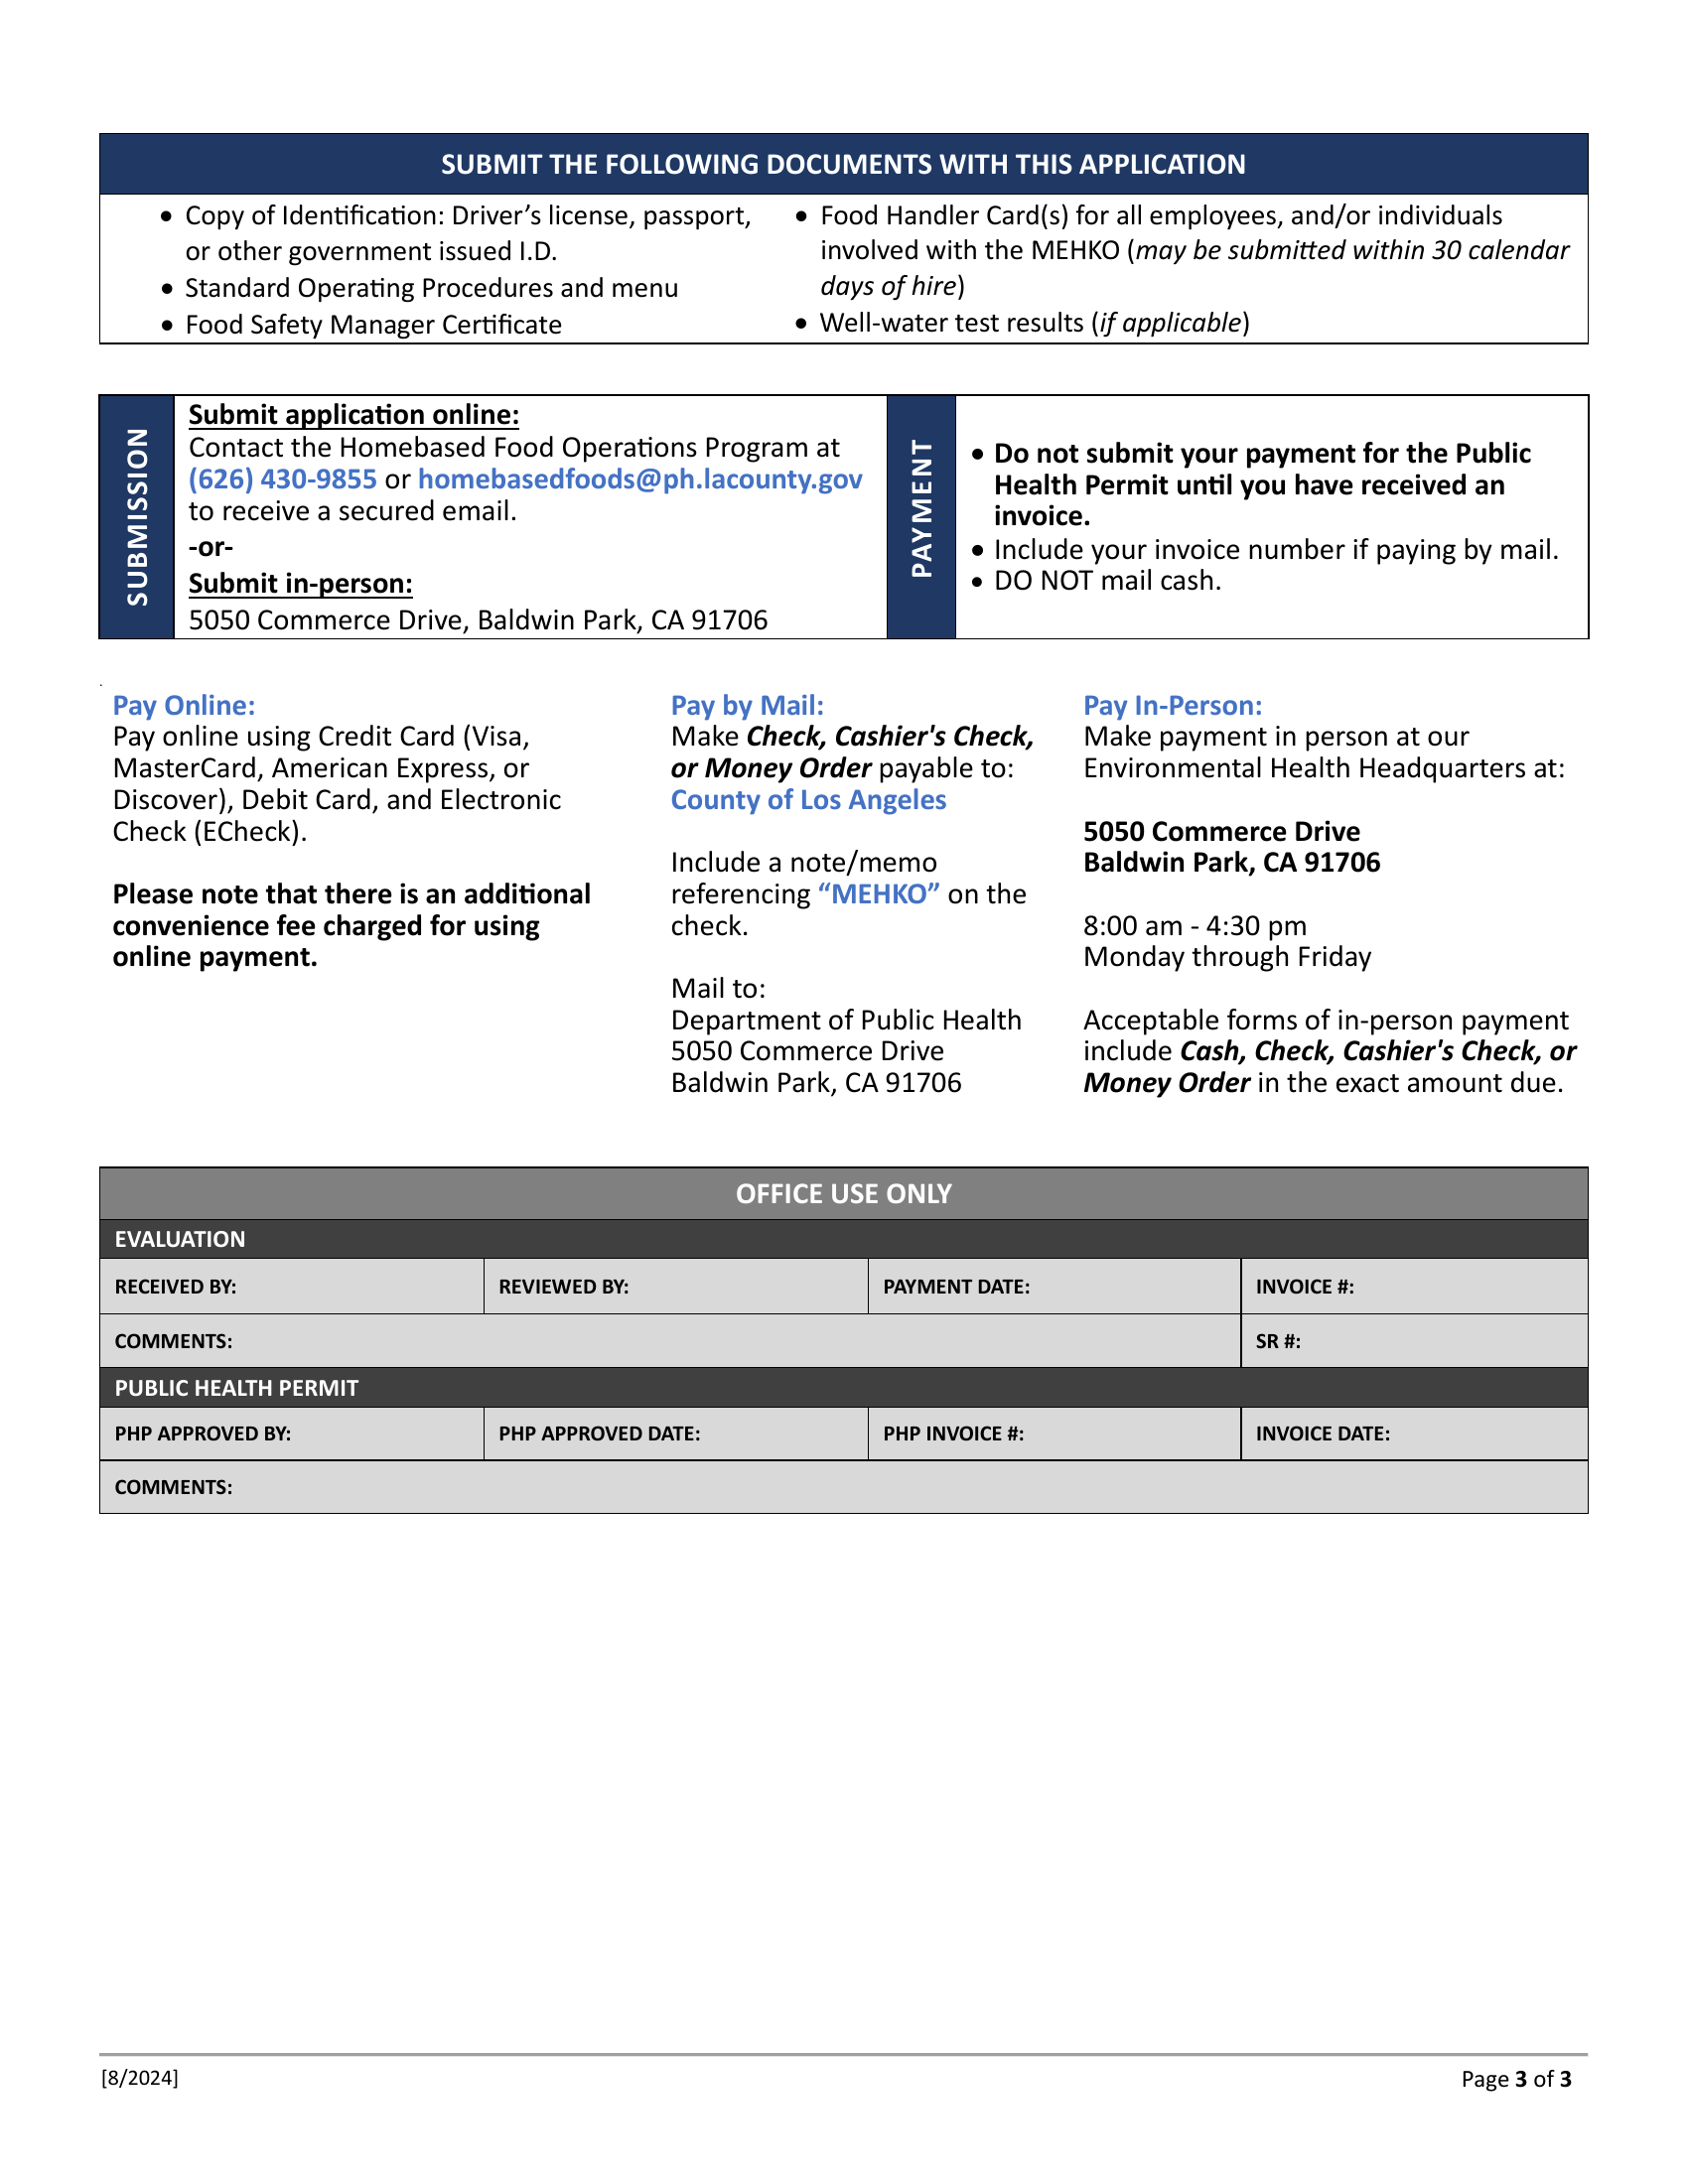 SUBMIT THE FOLLOWING DOCUMENTS WITH THIS APPLICATION
• Copy of Identification: Driver’s license, passport,
or other government issued I.D.
• Standard Operating Procedures and menu
• Food Safety Manager Certificate
• Food Handler Card(s) for all employees, and/or individuals
involved with the MEHKO (may be submitted within 30 calendar
days of hire)
• Well-water test results (if applicable)
SUBMISSION
Submit application online:
Contact the Homebased Food Operations Program at
(626) 430-9855 or homebasedfoods@ph.lacounty.gov
to receive a secured email.
-or-
Submit in-person:
5050 Commerce Drive, Baldwin Park, CA 91706
PAYMENT
• Do not submit your payment for the Public
Health Permit until you have received an
invoice.
• Include your invoice number if paying by mail.
• DO NOT mail cash.
Pay Online:
Pay online using Credit Card (Visa,
MasterCard, American Express, or
Discover), Debit Card, and Electronic
Check (ECheck).
Please note that there is an additional
convenience fee charged for using
online payment.
Pay by Mail:
Make Check, Cashier's Check,
or Money Order payable to:
County of Los Angeles
Include a note/memo
referencing “MEHKO” on the
check.
Mail to:
Department of Public Health
5050 Commerce Drive
Baldwin Park, CA 91706
Pay In-Person:
Make payment in person at our
Environmental Health Headquarters at:
5050 Commerce Drive
Baldwin Park, CA 91706
8:00 am - 4:30 pm
Monday through Friday
Acceptable forms of in-person payment
include Cash, Check, Cashier's Check, or
Money Order in the exact amount due.
OFFICE USE ONLY
EVALUATION
RECEIVED BY:
REVIEWED BY:
PAYMENT DATE:
INVOICE #:
COMMENTS:
SR #:
PUBLIC HEALTH PERMIT
PHP APPROVED BY:
PHP APPROVED DATE:
PHP INVOICE #:
INVOICE DATE:
COMMENTS:
[8/2024]
Page 3 of 3